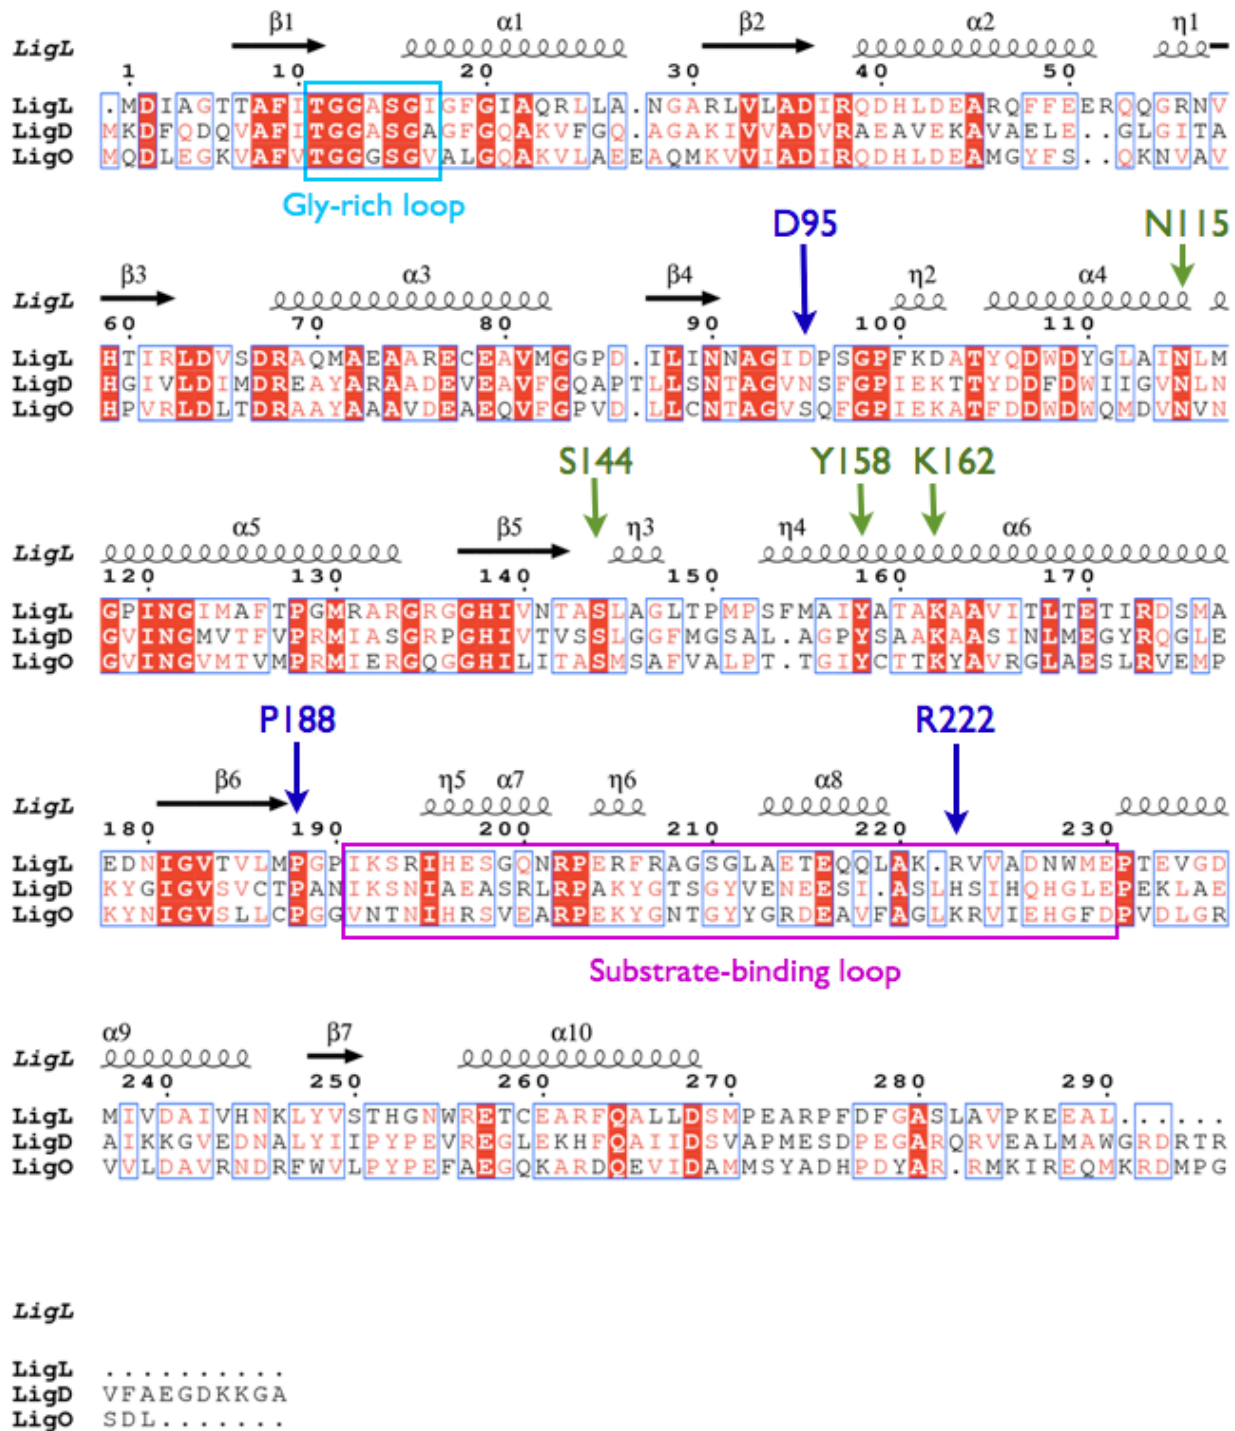 β1 α1 β2 α2 η1
LigL
1 10 20 30 40 50
LigL .MDIAGTTAFITGGASGIGFGIAQRLLA.NGARLVLADIRQDHLDEARQFFEERQQGRNV
LigD MKDFQDQVAFITGGASGAGFGQAKVFGQ.AGAKIVVADVRAEAVEKAVAELE..GLGITA
LigO MQDLEGKVAFVTGGGSGVALGQAKVLAEEAQMKVVIADIRQDHLDEAMGYFS..QKNVAV
Gly-rich loop
D95 N115
β3 α3 β4 η2 α4
LigL
60 70 80 90 100 110
LigL HTIRLDVSDRAQMAEAARECEAVMGGPD.ILINNAGIDPSGPFKDATYQDWDYGLAINLM
LigD HGIVLDIMDREAYARAADEVEAVFGQAPTLLSNTAGVNSFGPIEKTTYDDFDWIIGVNLN
LigO HPVRLDLTDRAAYAAAVDEAEQVFGPVD.LLCNTAGVSQFGPIEKATFDDWDWQMDVNVN
S144 Y158 K162
α5 β5 η3 η4 α6
LigL
120 130 140 150 160 170
LigL GPINGIMAFTPGMRARGRGGHIVNTASLAGLTPMPSFMAIYATAKAAVITLTETIRDSMA
LigD GVINGMVTFVPRMIASGRPGHIVTVSSLGGFMGSAL.AGPYSAAKAASINLMEGYRQGLE
LigO GVINGVMTVMPRMIERGQGGHILITASMSAFVALPT.TGIYCTTKYAVRGLAESLRVEMP
P188 R222
β6 η5 α7 η6 α8
LigL
180 190 200 210 220 230
LigL EDNIGVTVLMPGPIKSRIHESGQNRPERFRAGSGLAETEQQLAK.RVVADNWMEPTEVGD
LigD KYGIGVSVCTPANIKSNIAEASRLRPAKYGTSGYVENEESI.ASLHSIHQHGLEPEKLAE
LigO KYNIGVSLLCPGGVNTNIHRSVEARPEKYGNTGYYGRDEAVFAGLKRVIEHGFDPVDLGR
Substrate-binding loop
α9 β7 α10
LigL
240 250 260 270 280 290
LigL MIVDAIVHNKLYVSTHGNWRETCEARFQALLDSMPEARPFDFGASLAVPKEEAL......
LigD AIKKGVEDNALYIIPYPEVREGLEKHFQAIIDSVAPMESDPEGARQRVEALMAWGRDRTR
LigO VVLDAVRNDRFWVLPYPEFAEGQKARDQEVIDAMMSYADHPDYAR.RMKIREQMKRDMPG
LigL
LigL ..........
LigD VFAEGDKKGA
LigO SDL.......